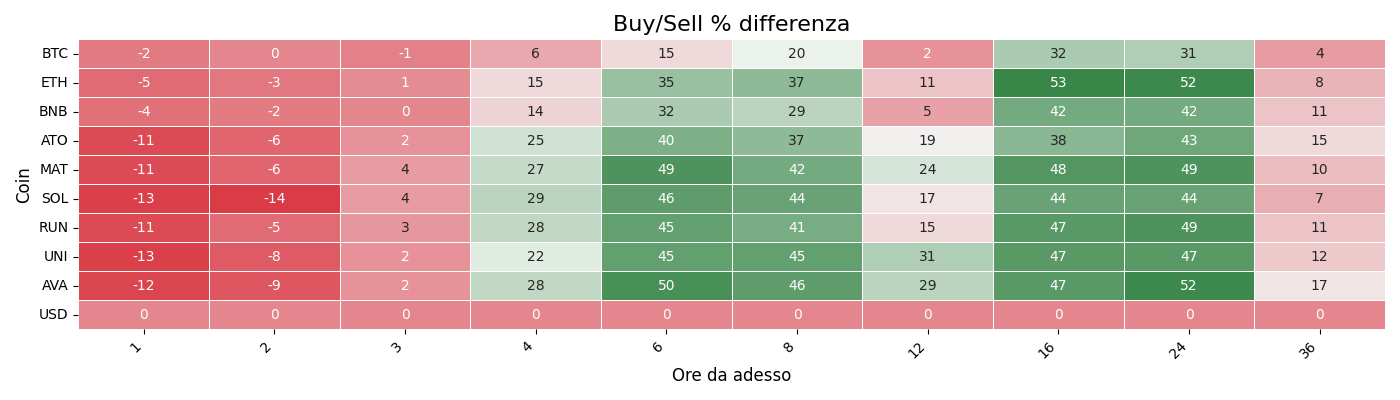 Buy/Sell % differenza
Coin
BTC -2 0 -1 6 15 20 2 32 31 4
ETH -5 -3 1 15 35 37 11 53 52 8
BNB -4 -2 0 14 32 29 5 42 42 11
ATO -11 -6 2 25 40 37 19 38 43 15
MAT -11 -6 4 27 49 42 24 48 49 10
SOL -13 -14 4 29 46 44 17 44 44 7
RUN -11 -5 3 28 45 41 15 47 49 11
UNI -13 -8 2 22 45 45 31 47 47 12
AVA -12 -9 2 28 50 46 29 47 52 17
USD 0 0 0 0 0 0 0 0 0 0
1 2 3 4 6 8 12 16 24 36
Ore da adesso